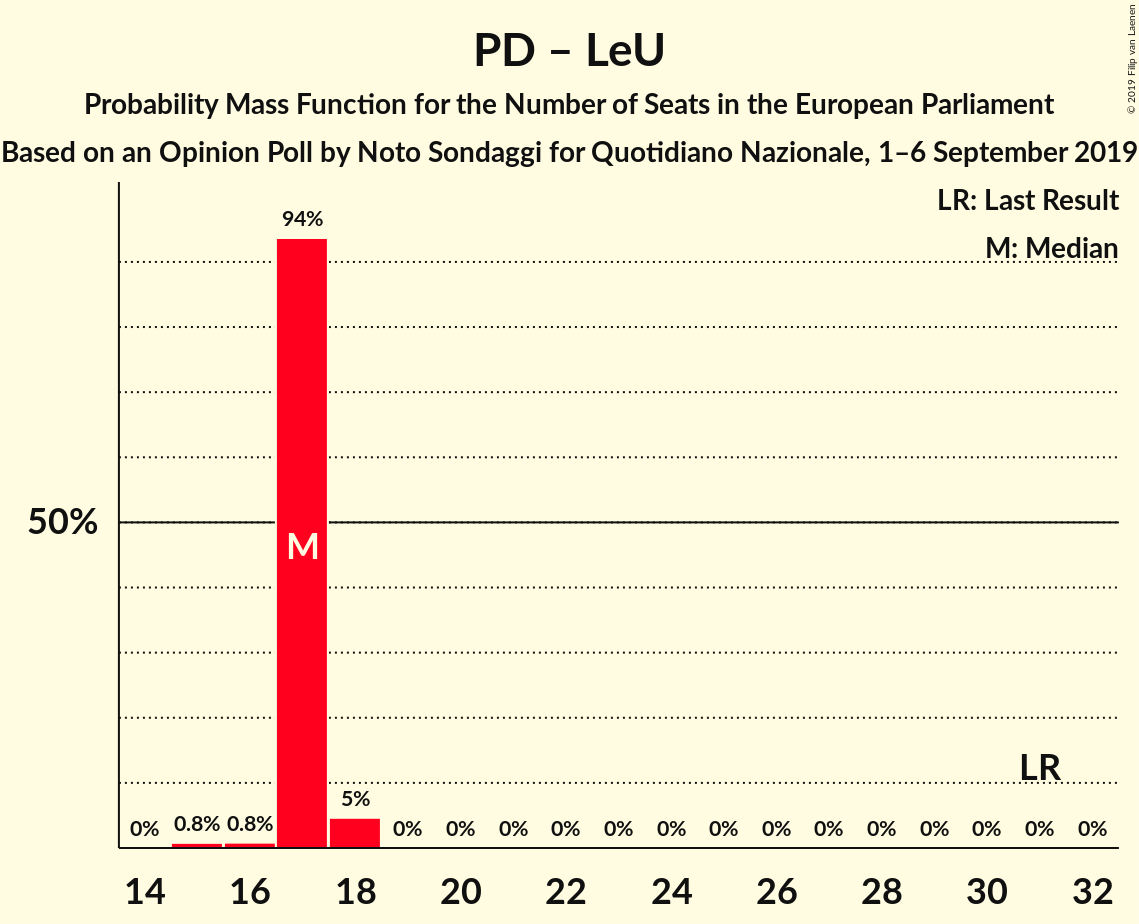 PD – LeU
Probability Mass Function for the Number of Seats in the European Parliament
Based on an Opinion Poll by Noto Sondaggi for Quotidiano Nazionale, 1–6 September 2019
© 2019 Filip van Laenen
LR: Last Result
M: Median
94%
50%
M
LR
0% 0.8% 0.8% 5% 0% 0% 0% 0% 0% 0% 0% 0% 0% 0% 0% 0% 0% 0%
14 16 18 20 22 24 26 28 30 32